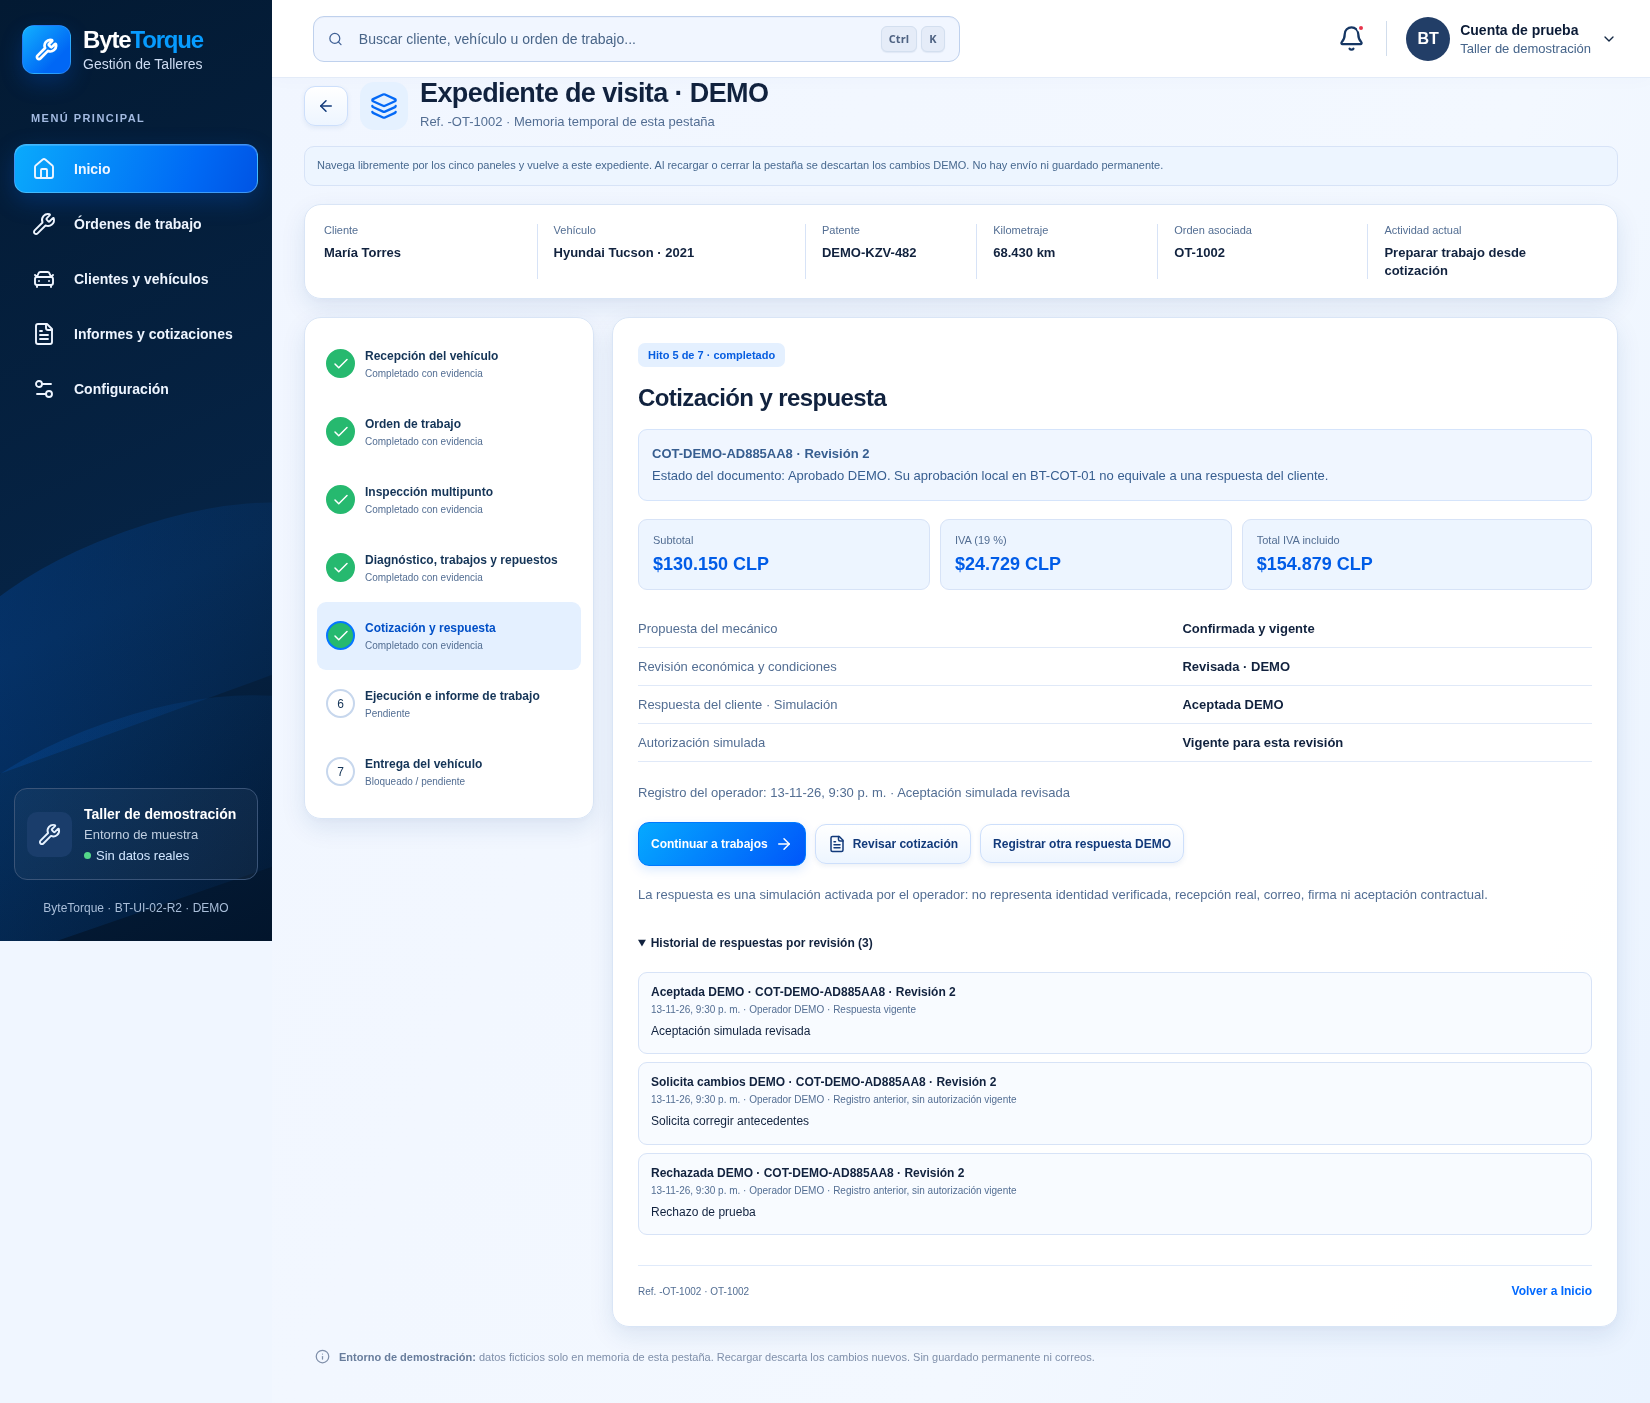 ByteTorque
Gestión de Talleres
MENÚ PRINCIPAL
Inicio
Órdenes de trabajo
Clientes y vehículos
Informes y cotizaciones
Configuración
Taller de demostración
Entorno de muestra
Sin datos reales
ByteTorque · BT-UI-02-R2 · DEMO
Buscar cliente, vehículo u orden de trabajo...
Ctrl K
BT
Cuenta de prueba
Taller de demostración
Expediente de visita · DEMO
Ref. -OT-1002 · Memoria temporal de esta pestaña
Navega libremente por los cinco paneles y vuelve a este expediente. Al recargar o cerrar la pestaña se descartan los cambios DEMO. No hay envío ni guardado permanente.
Cliente
María Torres
Vehículo
Hyundai Tucson · 2021
Patente
DEMO-KZV-482
Kilometraje
68.430 km
Orden asociada
OT-1002
Actividad actual
Preparar trabajo desde
cotización
Recepción del vehículo
Completado con evidencia
Orden de trabajo
Completado con evidencia
Inspección multipunto
Completado con evidencia
Diagnóstico, trabajos y repuestos
Completado con evidencia
Cotización y respuesta
Completado con evidencia
6
Ejecución e informe de trabajo
Pendiente
7
Entrega del vehículo
Bloqueado / pendiente
Hito 5 de 7 · completado
Cotización y respuesta
COT-DEMO-AD885AA8 · Revisión 2
Estado del documento: Aprobado DEMO. Su aprobación local en BT-COT-01 no equivale a una respuesta del cliente.
Subtotal
$130.150 CLP
IVA (19 %)
$24.729 CLP
Total IVA incluido
$154.879 CLP
Propuesta del mecánico Confirmada y vigente
Revisión económica y condiciones Revisada · DEMO
Respuesta del cliente · Simulación Aceptada DEMO
Autorización simulada Vigente para esta revisión
Registro del operador: 13-11-26, 9:30 p. m. · Aceptación simulada revisada
Continuar a trabajos
Revisar cotización
Registrar otra respuesta DEMO
La respuesta es una simulación activada por el operador: no representa identidad verificada, recepción real, correo, firma ni aceptación contractual.
▼ Historial de respuestas por revisión (3)
Aceptada DEMO · COT-DEMO-AD885AA8 · Revisión 2
13-11-26, 9:30 p. m. · Operador DEMO · Respuesta vigente
Aceptación simulada revisada
Solicita cambios DEMO · COT-DEMO-AD885AA8 · Revisión 2
13-11-26, 9:30 p. m. · Operador DEMO · Registro anterior, sin autorización vigente
Solicita corregir antecedentes
Rechazada DEMO · COT-DEMO-AD885AA8 · Revisión 2
13-11-26, 9:30 p. m. · Operador DEMO · Registro anterior, sin autorización vigente
Rechazo de prueba
Ref. -OT-1002 · OT-1002
Volver a Inicio
Entorno de demostración: datos ficticios solo en memoria de esta pestaña. Recargar descarta los cambios nuevos. Sin guardado permanente ni correos.